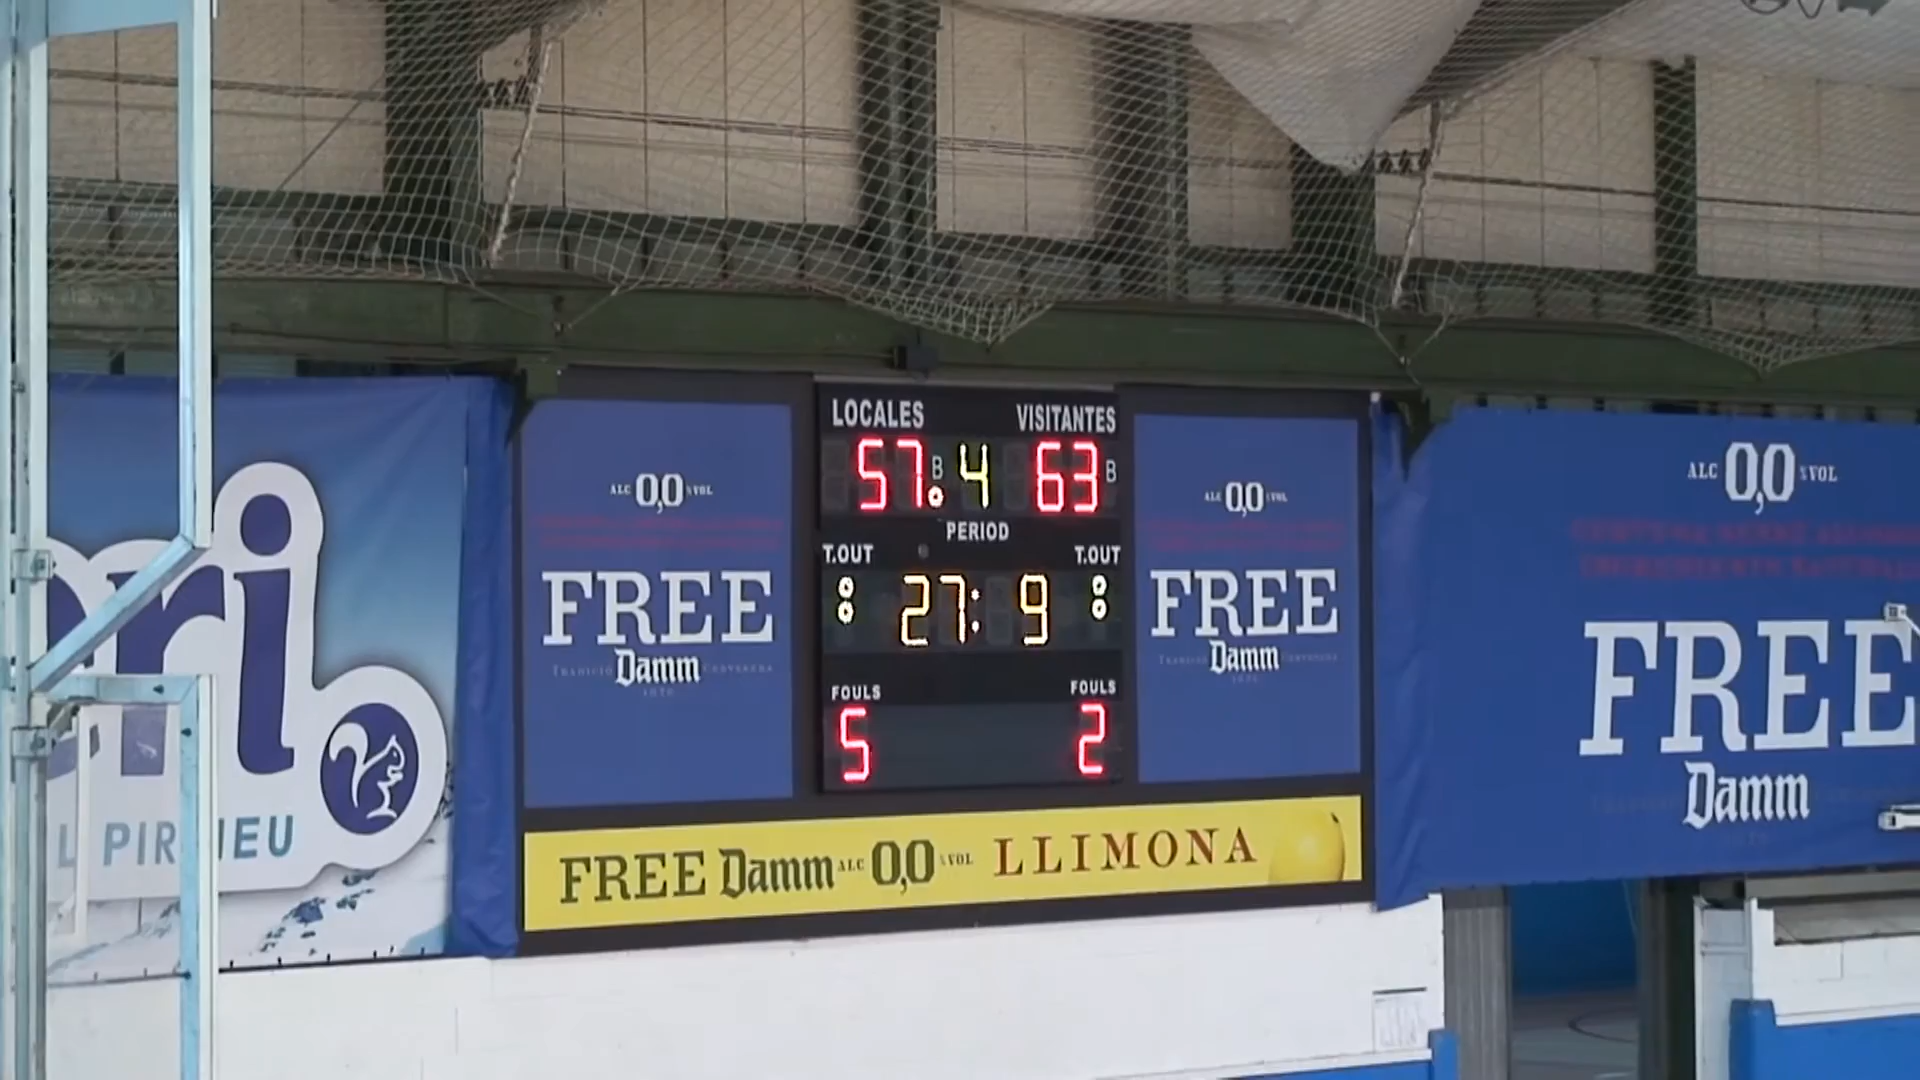 LOCALES VISITANTES
57 B 4 63 B
PERIOD
T.OUT T.OUT
27: 9
FOULS FOULS
5 2
ALC 0,0 %VOL
FREE
Damm
ALC 0,0 %VOL
FREE
Damm
FREE Damm ALC 0,0 %VOL LLIMONA
ALC 0,0 %VOL
FREE
Damm